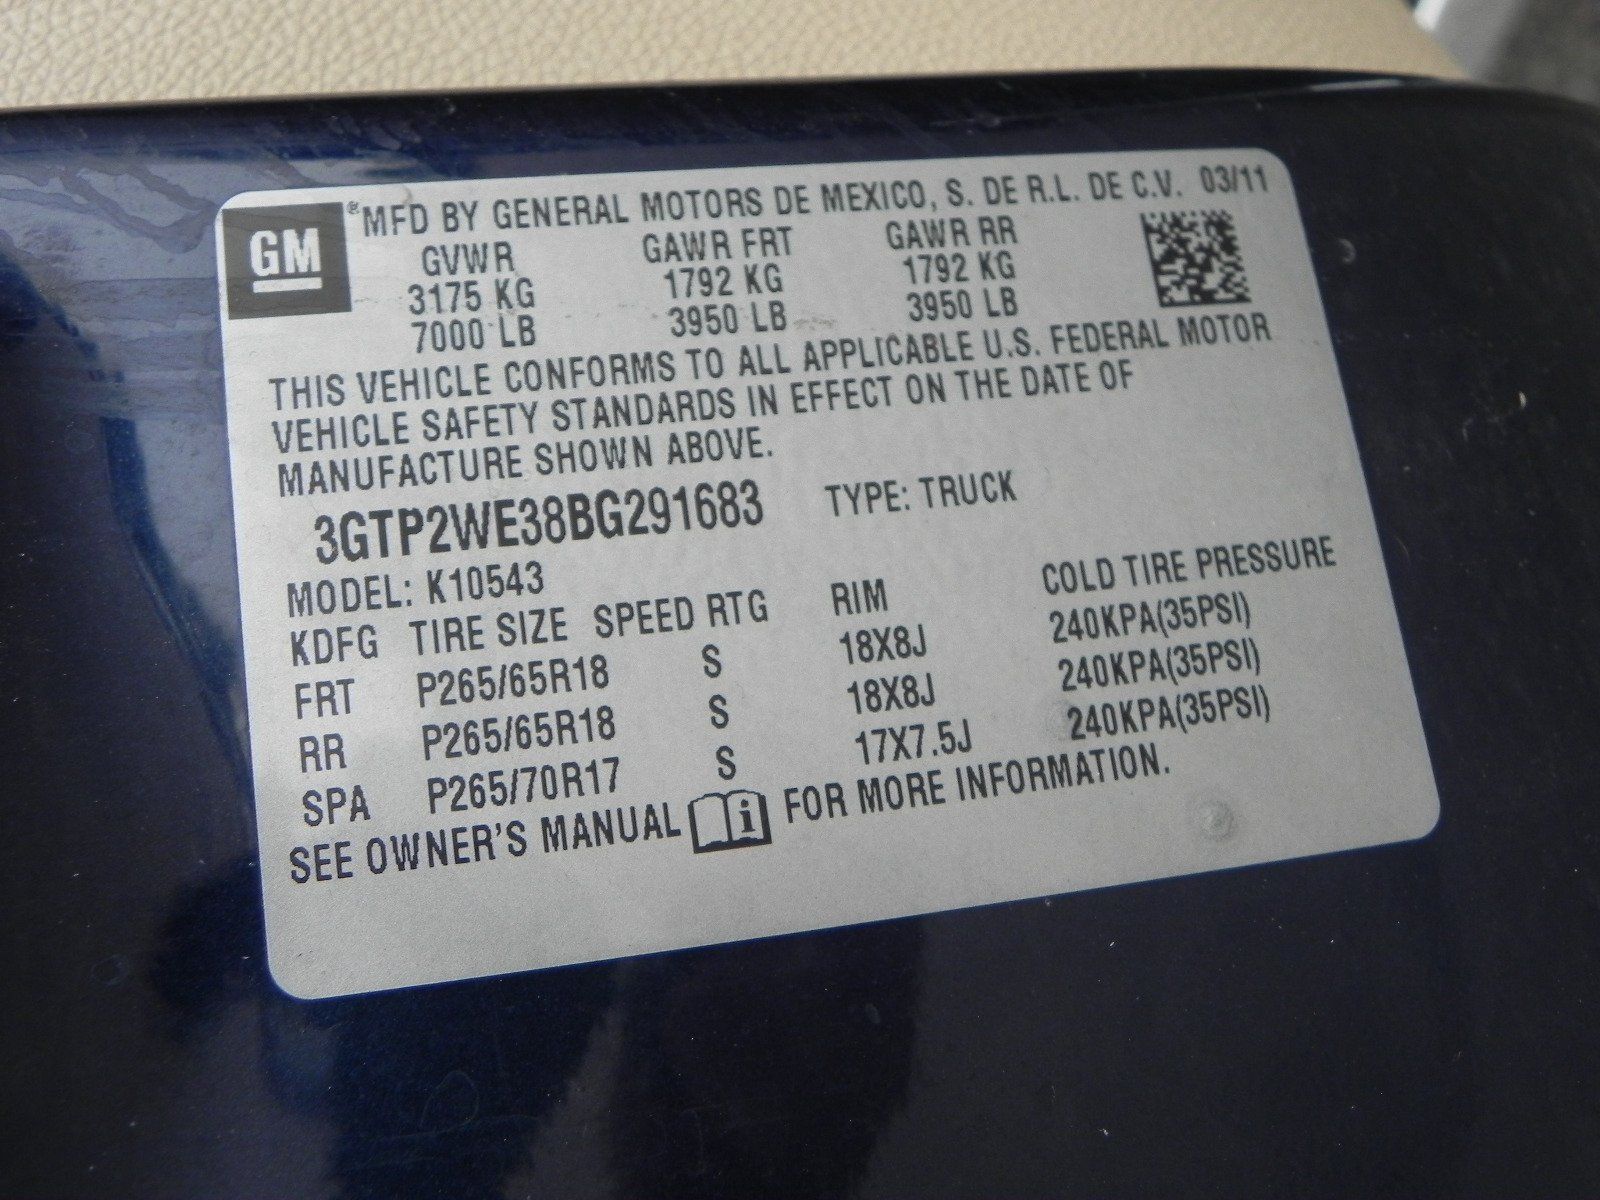 GM ® MFD BY GENERAL MOTORS DE MEXICO, S. DE R.L. DE C.V. 03/11
GVWR GAWR FRT GAWR RR
3175 KG 1792 KG 1792 KG
7000 LB 3950 LB 3950 LB
THIS VEHICLE CONFORMS TO ALL APPLICABLE U.S. FEDERAL MOTOR
VEHICLE SAFETY STANDARDS IN EFFECT ON THE DATE OF
MANUFACTURE SHOWN ABOVE.
3GTP2WE38BG291683 TYPE: TRUCK
MODEL: K10543
KDFG TIRE SIZE SPEED RTG RIM COLD TIRE PRESSURE
FRT P265/65R18 S 18X8J 240KPA(35PSI)
RR P265/65R18 S 18X8J 240KPA(35PSI)
SPA P265/70R17 S 17X7.5J 240KPA(35PSI)
SEE OWNER'S MANUAL i FOR MORE INFORMATION.